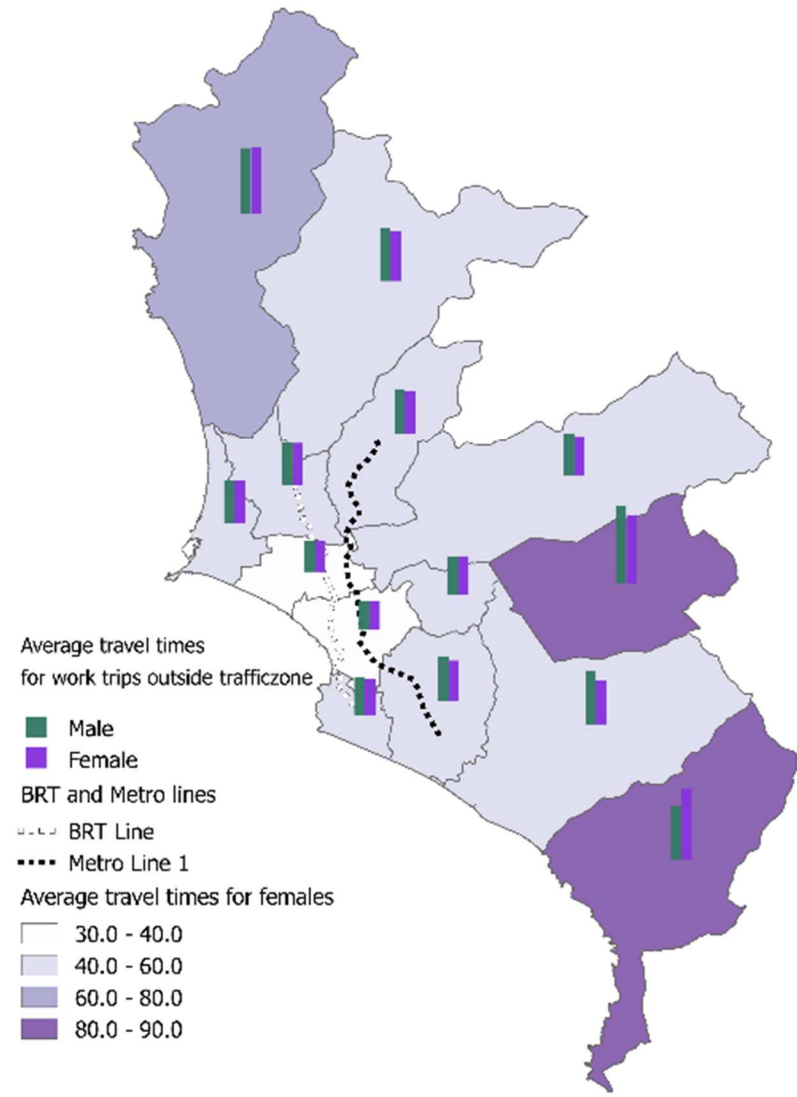 Average travel times
for work trips outside trafficzone
Male
Female
BRT and Metro lines
BRT Line
Metro Line 1
Average travel times for females
30.0 - 40.0
40.0 - 60.0
60.0 - 80.0
80.0 - 90.0